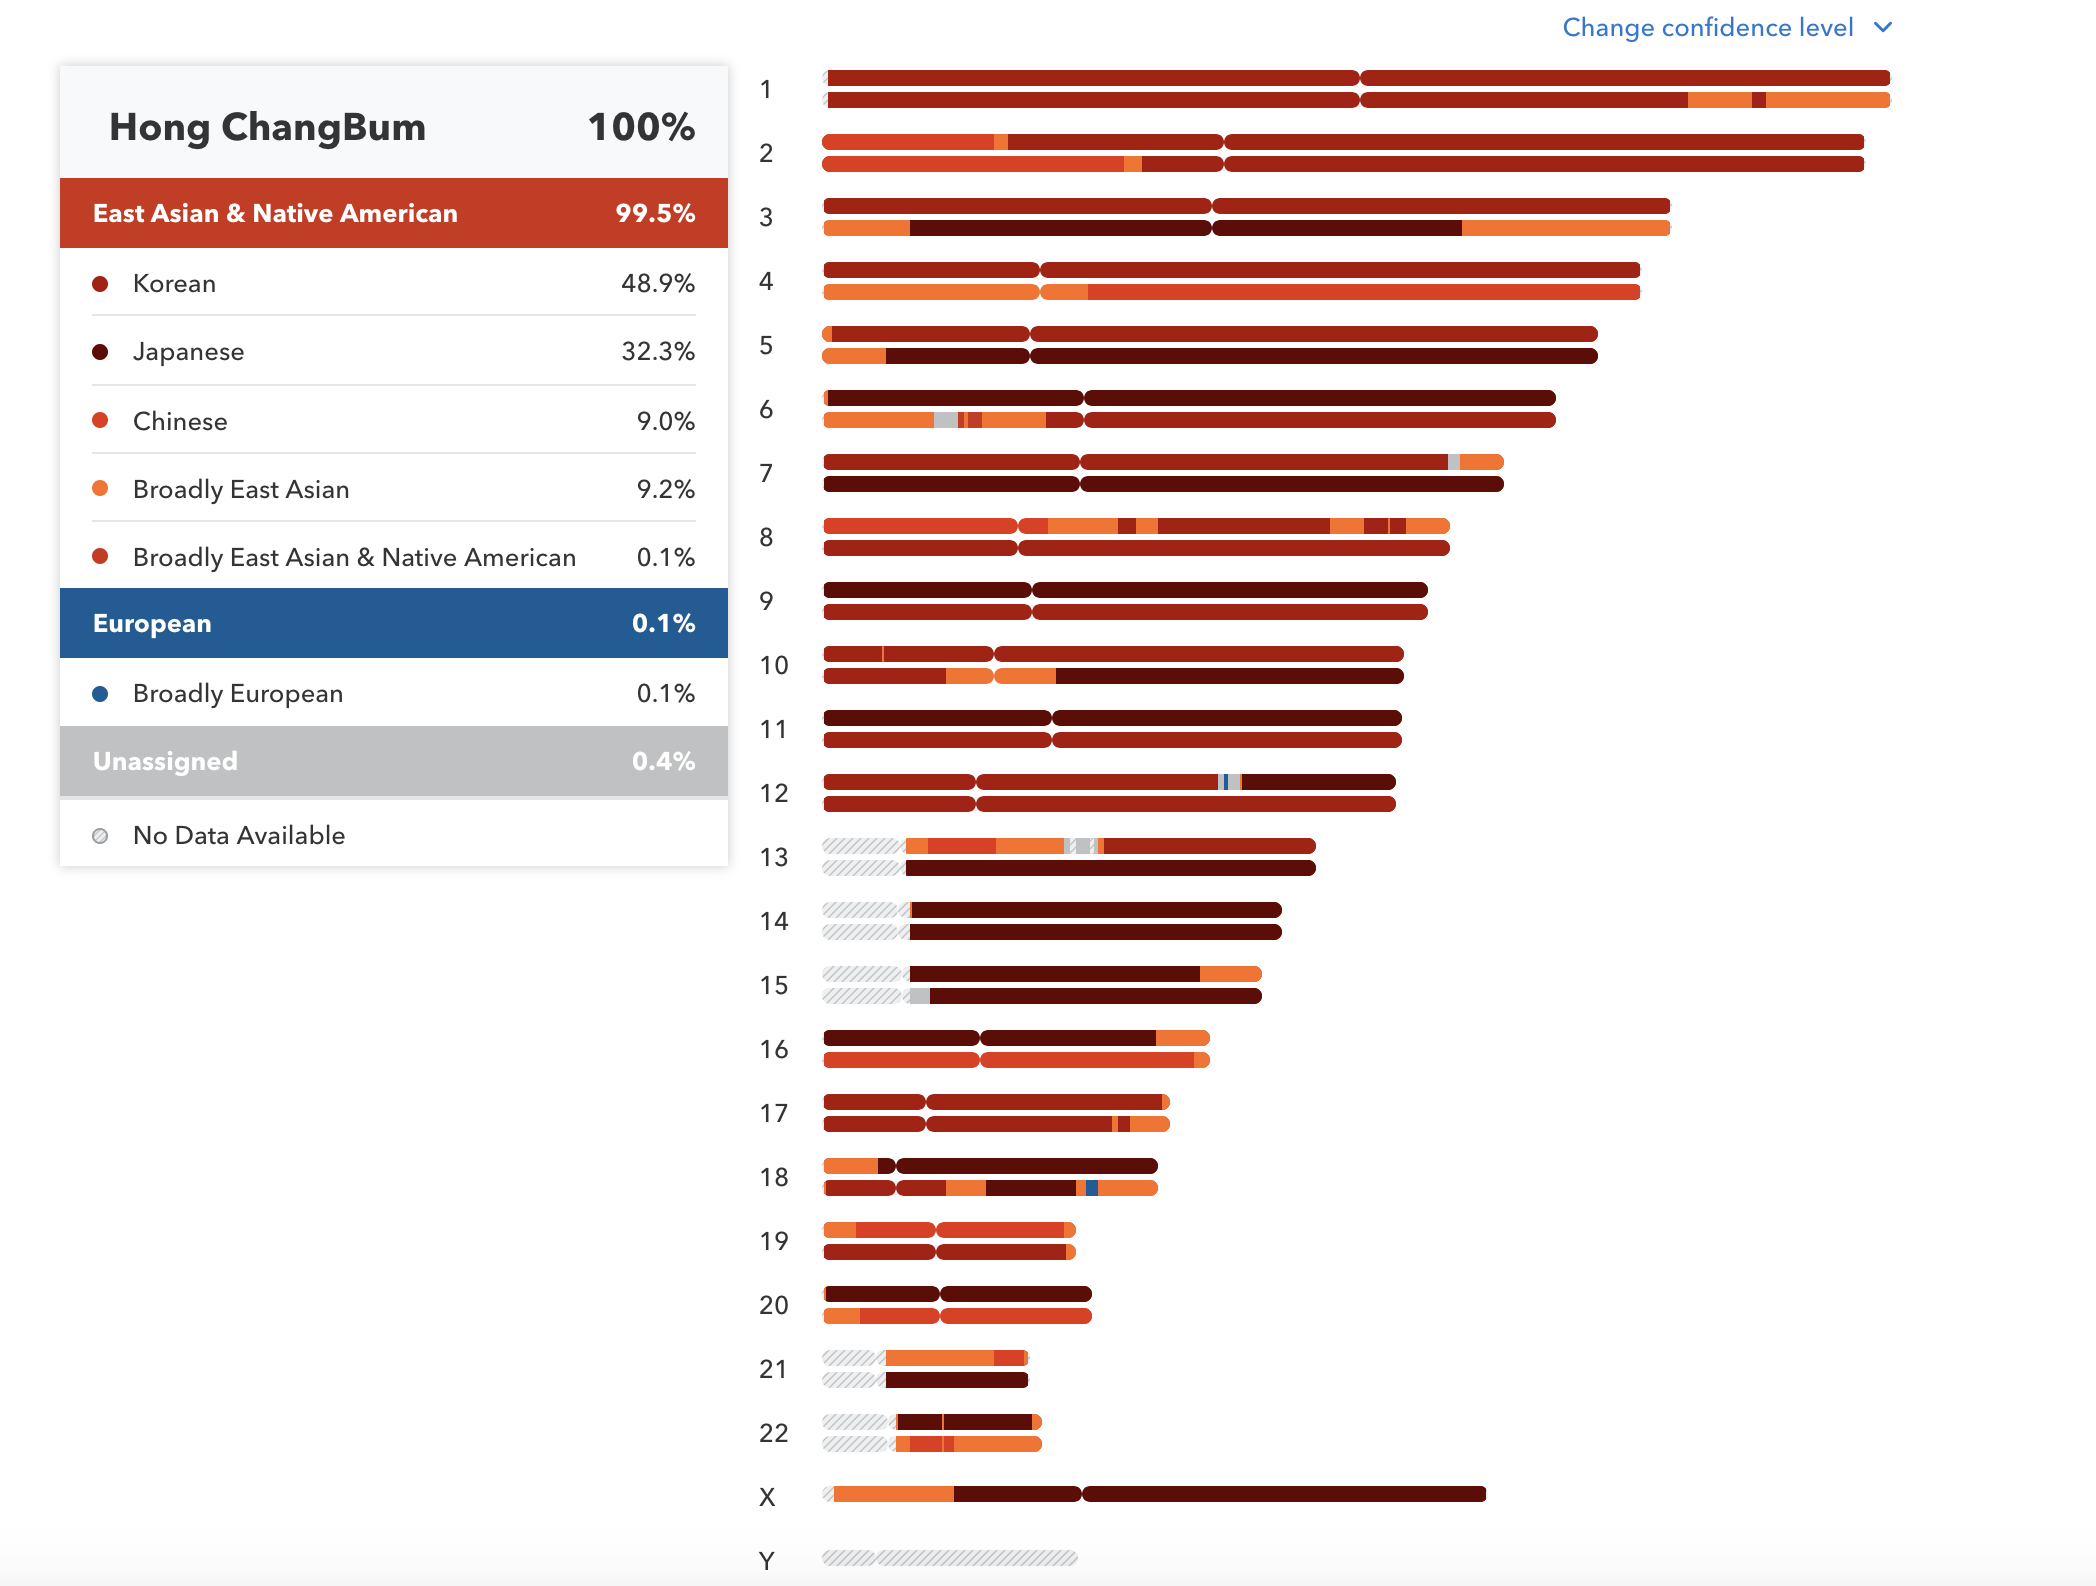 Change confidence level
Hong ChangBum 100%
East Asian & Native American 99.5%
Korean 48.9%
Japanese 32.3%
Chinese 9.0%
Broadly East Asian 9.2%
Broadly East Asian & Native American 0.1%
European 0.1%
Broadly European 0.1%
Unassigned 0.4%
No Data Available
1
2
3
4
5
6
7
8
9
10
11
12
13
14
15
16
17
18
19
20
21
22
X
Y